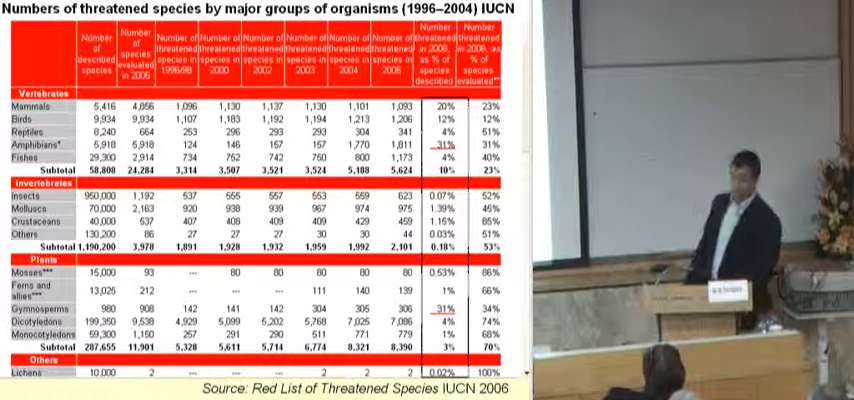 Numbers of threatened species by major groups of organisms (1996–2004) IUCN
Number of described species Number of species evaluated in 2006 Number of threatened species in 1996/98 Number of threatened species in 2000 Number of threatened species in 2002 Number of threatened species in 2003 Number of threatened species in 2004 Number of threatened species in 2006 Number threatened in 2006, as % of species described Number threatened in 2006, as % of species evaluated**
Vertebrates
Mammals 5,416 4,856 1,096 1,130 1,137 1,130 1,101 1,093 20% 23%
Birds 9,934 9,934 1,107 1,183 1,192 1,194 1,213 1,206 12% 12%
Reptiles 8,240 664 253 296 293 293 304 341 4% 51%
Amphibians* 5,918 5,918 124 146 157 157 1,770 1,811 31% 31%
Fishes 29,300 2,914 734 752 742 750 800 1,173 4% 40%
Subtotal 58,808 24,284 3,314 3,507 3,521 3,524 5,188 5,624 10% 23%
Invertebrates
Insects 950,000 1,192 537 555 557 553 559 623 0.07% 52%
Molluscs 70,000 2,163 920 938 939 967 974 975 1.39% 45%
Crustaceans 40,000 537 407 408 409 409 429 459 1.15% 85%
Others 130,200 86 27 27 27 30 30 44 0.03% 51%
Subtotal 1,190,200 3,978 1,891 1,928 1,932 1,959 1,992 2,101 0.18% 53%
Plants
Mosses*** 15,000 93 --- 80 80 80 80 80 0.53% 86%
Ferns and allies*** 13,025 212 --- --- --- 111 140 139 1% 66%
Gymnosperms 980 908 142 141 142 304 305 306 31% 34%
Dicotyledons 199,350 9,538 4,929 5,099 5,202 5,768 7,025 7,086 4% 74%
Monocotyledons 59,300 1,150 257 291 290 511 771 779 1% 68%
Subtotal 287,655 11,901 5,328 5,611 5,714 6,774 8,321 8,390 3% 70%
Others
Lichens 10,000 2 --- --- --- 2 2 2 0.02% 100%
Source: Red List of Threatened Species IUCN 2006